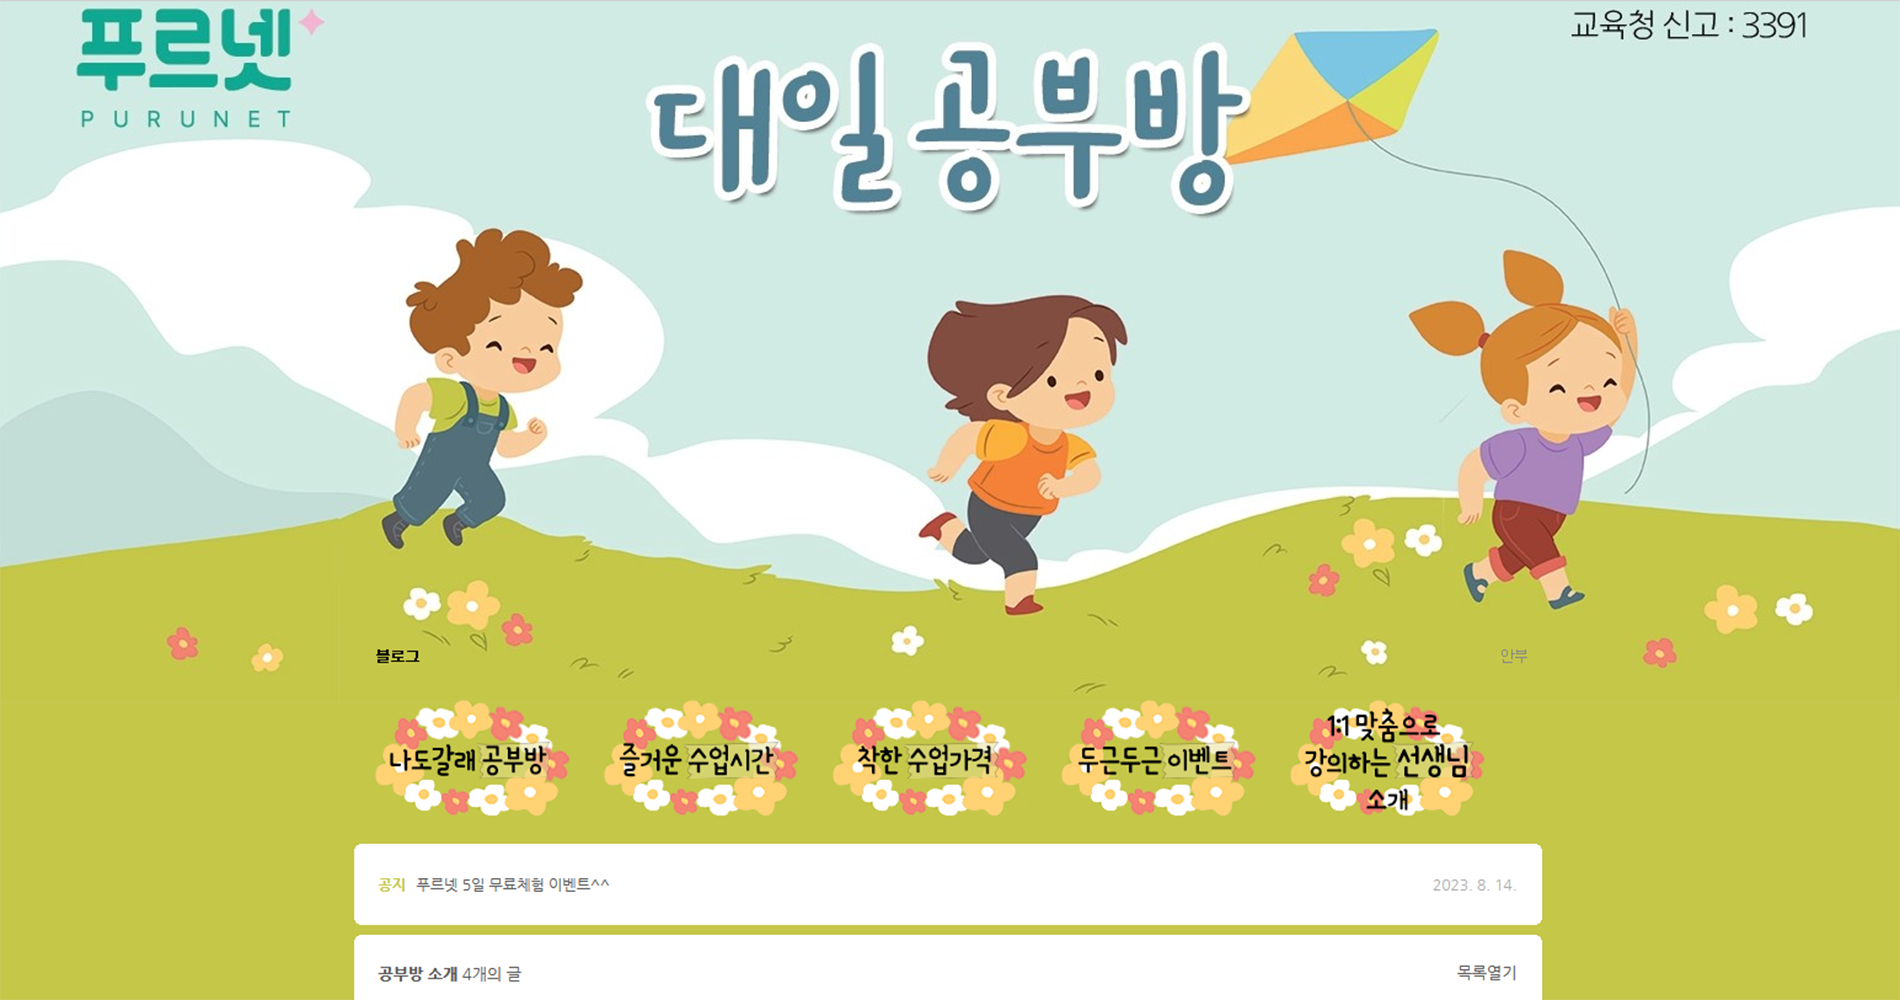 푸르넷
PURUNET
교육청 신고 : 3391
대일공부방
블로그
안부
나도갈래 공부방
즐거운 수업시간
착한 수업가격
두근두근 이벤트
1:1 맞춤으로
강의하는 선생님
소개
공지 푸르넷 5일 무료체험 이벤트^^
2023. 8. 14.
공부방 소개 4개의 글
목록열기